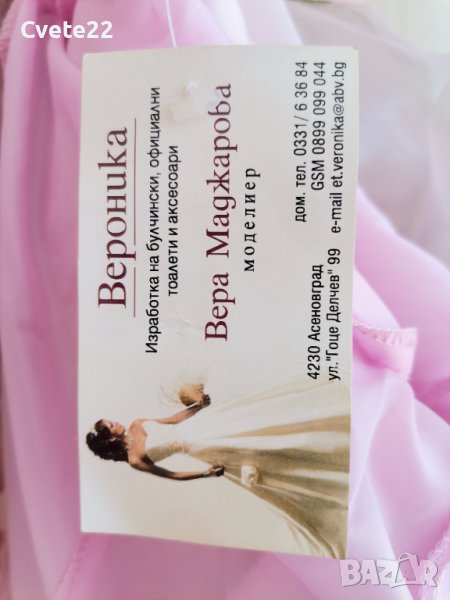 Cvete22
Вероника
Изработка на булчински, официални
тоалети и аксесоари
Вера Маджарова
моделиер
4230 Асеновград
ул."Гоце Делчев" 99
дом. тел. 0331/ 6 36 84
GSM 0899 099 044
e-mail et.veronika@abv.bg
BAZAR